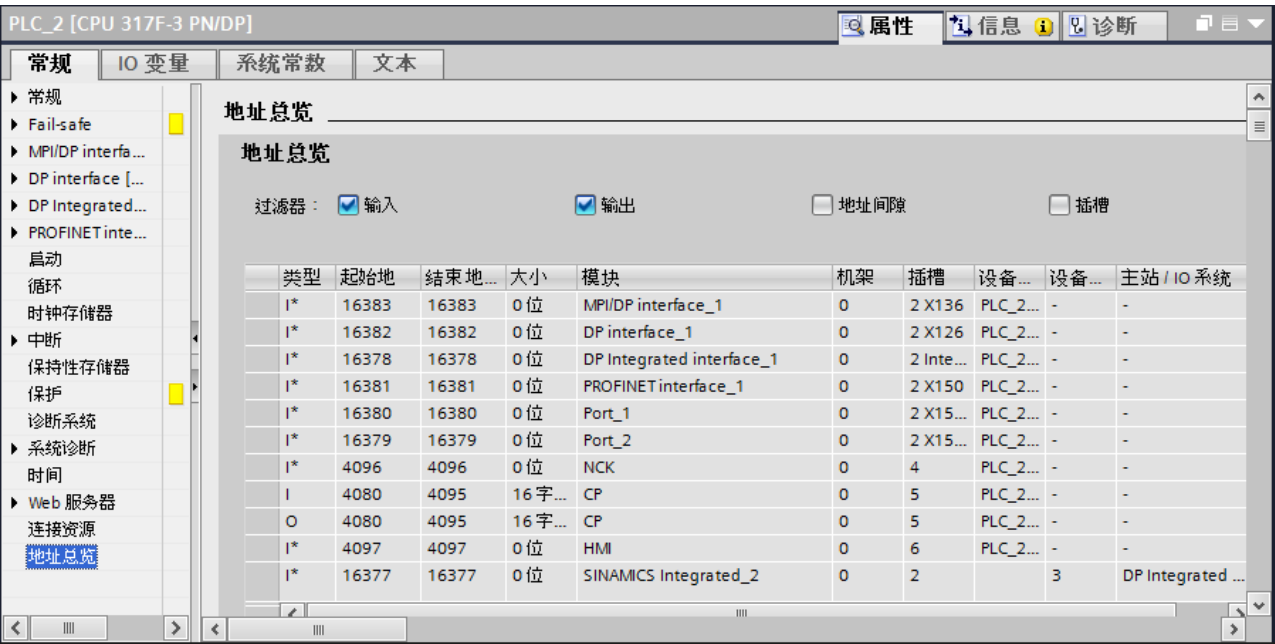 PLC_2 [CPU 317F-3 PN/DP]
属性
信息
诊断
常规
IO 变量
系统常数
文本
常规
Fail-safe
MPI/DP interfa...
DP interface [...
DP Integrated...
PROFINET inte...
启动
循环
时钟存储器
中断
保持性存储器
保护
诊断系统
系统诊断
时间
Web 服务器
连接资源
地址总览
地址总览
地址总览
过滤器： 输入 输出 地址间隙 插槽
类型 起始地 结束地... 大小 模块 机架 插槽 设备... 设备... 主站 / IO 系统
I* 16383 16383 0 位 MPI/DP interface_1 0 2 X136 PLC_2... - -
I* 16382 16382 0 位 DP interface_1 0 2 X126 PLC_2... - -
I* 16378 16378 0 位 DP Integrated interface_1 0 2 Inte... PLC_2... - -
I* 16381 16381 0 位 PROFINET interface_1 0 2 X150 PLC_2... - -
I* 16380 16380 0 位 Port_1 0 2 X15... PLC_2... - -
I* 16379 16379 0 位 Port_2 0 2 X15... PLC_2... - -
I* 4096 4096 0 位 NCK 0 4 PLC_2... - -
I 4080 4095 16 字... CP 0 5 PLC_2... - -
O 4080 4095 16 字... CP 0 5 PLC_2... - -
I* 4097 4097 0 位 HMI 0 6 PLC_2... - -
I* 16377 16377 0 位 SINAMICS Integrated_2 0 2 3 DP Integrated ...